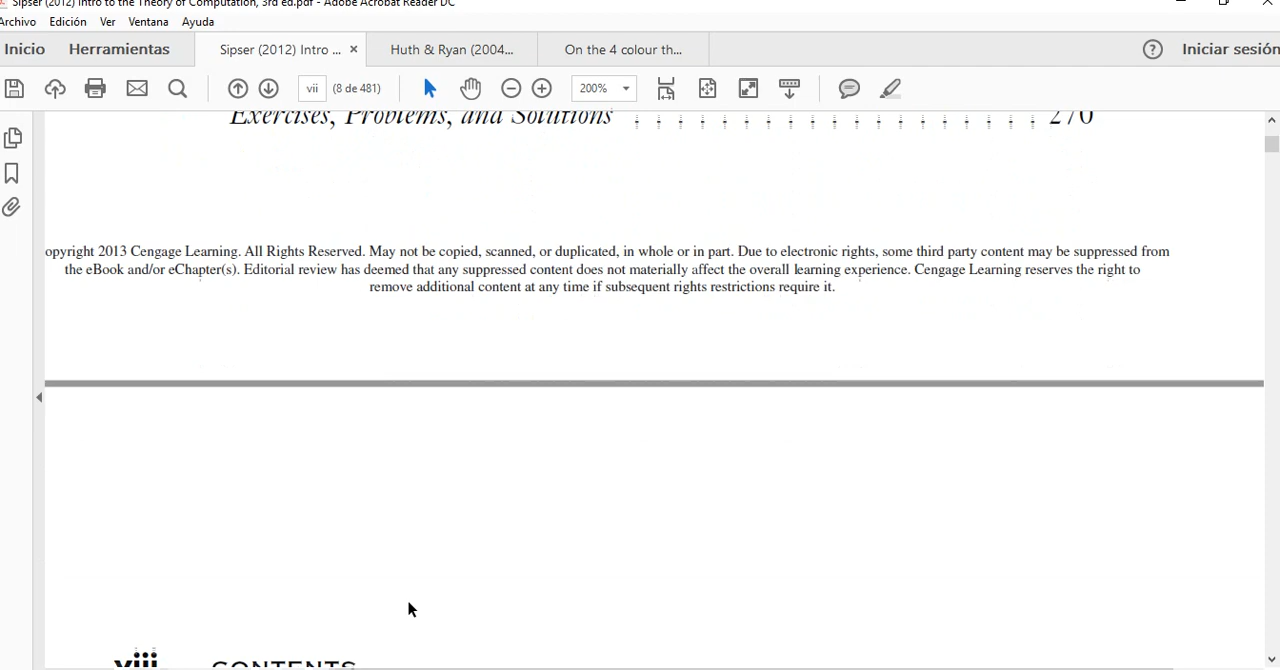 Sipser (2012) Intro to the Theory of Computation, 3rd ed.pdf - Adobe Acrobat Reader DC
Archivo Edición Ver Ventana Ayuda
Inicio Herramientas Sipser (2012) Intro ... × Huth & Ryan (2004... On the 4 colour th... ? Iniciar sesión
vii (8 de 481) 200%
Exercises, Problems, and Solutions . . . . . . . . . . . . . . . . . . . 270
opyright 2013 Cengage Learning. All Rights Reserved. May not be copied, scanned, or duplicated, in whole or in part. Due to electronic rights, some third party content may be suppressed from
the eBook and/or eChapter(s). Editorial review has deemed that any suppressed content does not materially affect the overall learning experience. Cengage Learning reserves the right to
remove additional content at any time if subsequent rights restrictions require it.
viii CONTENTS